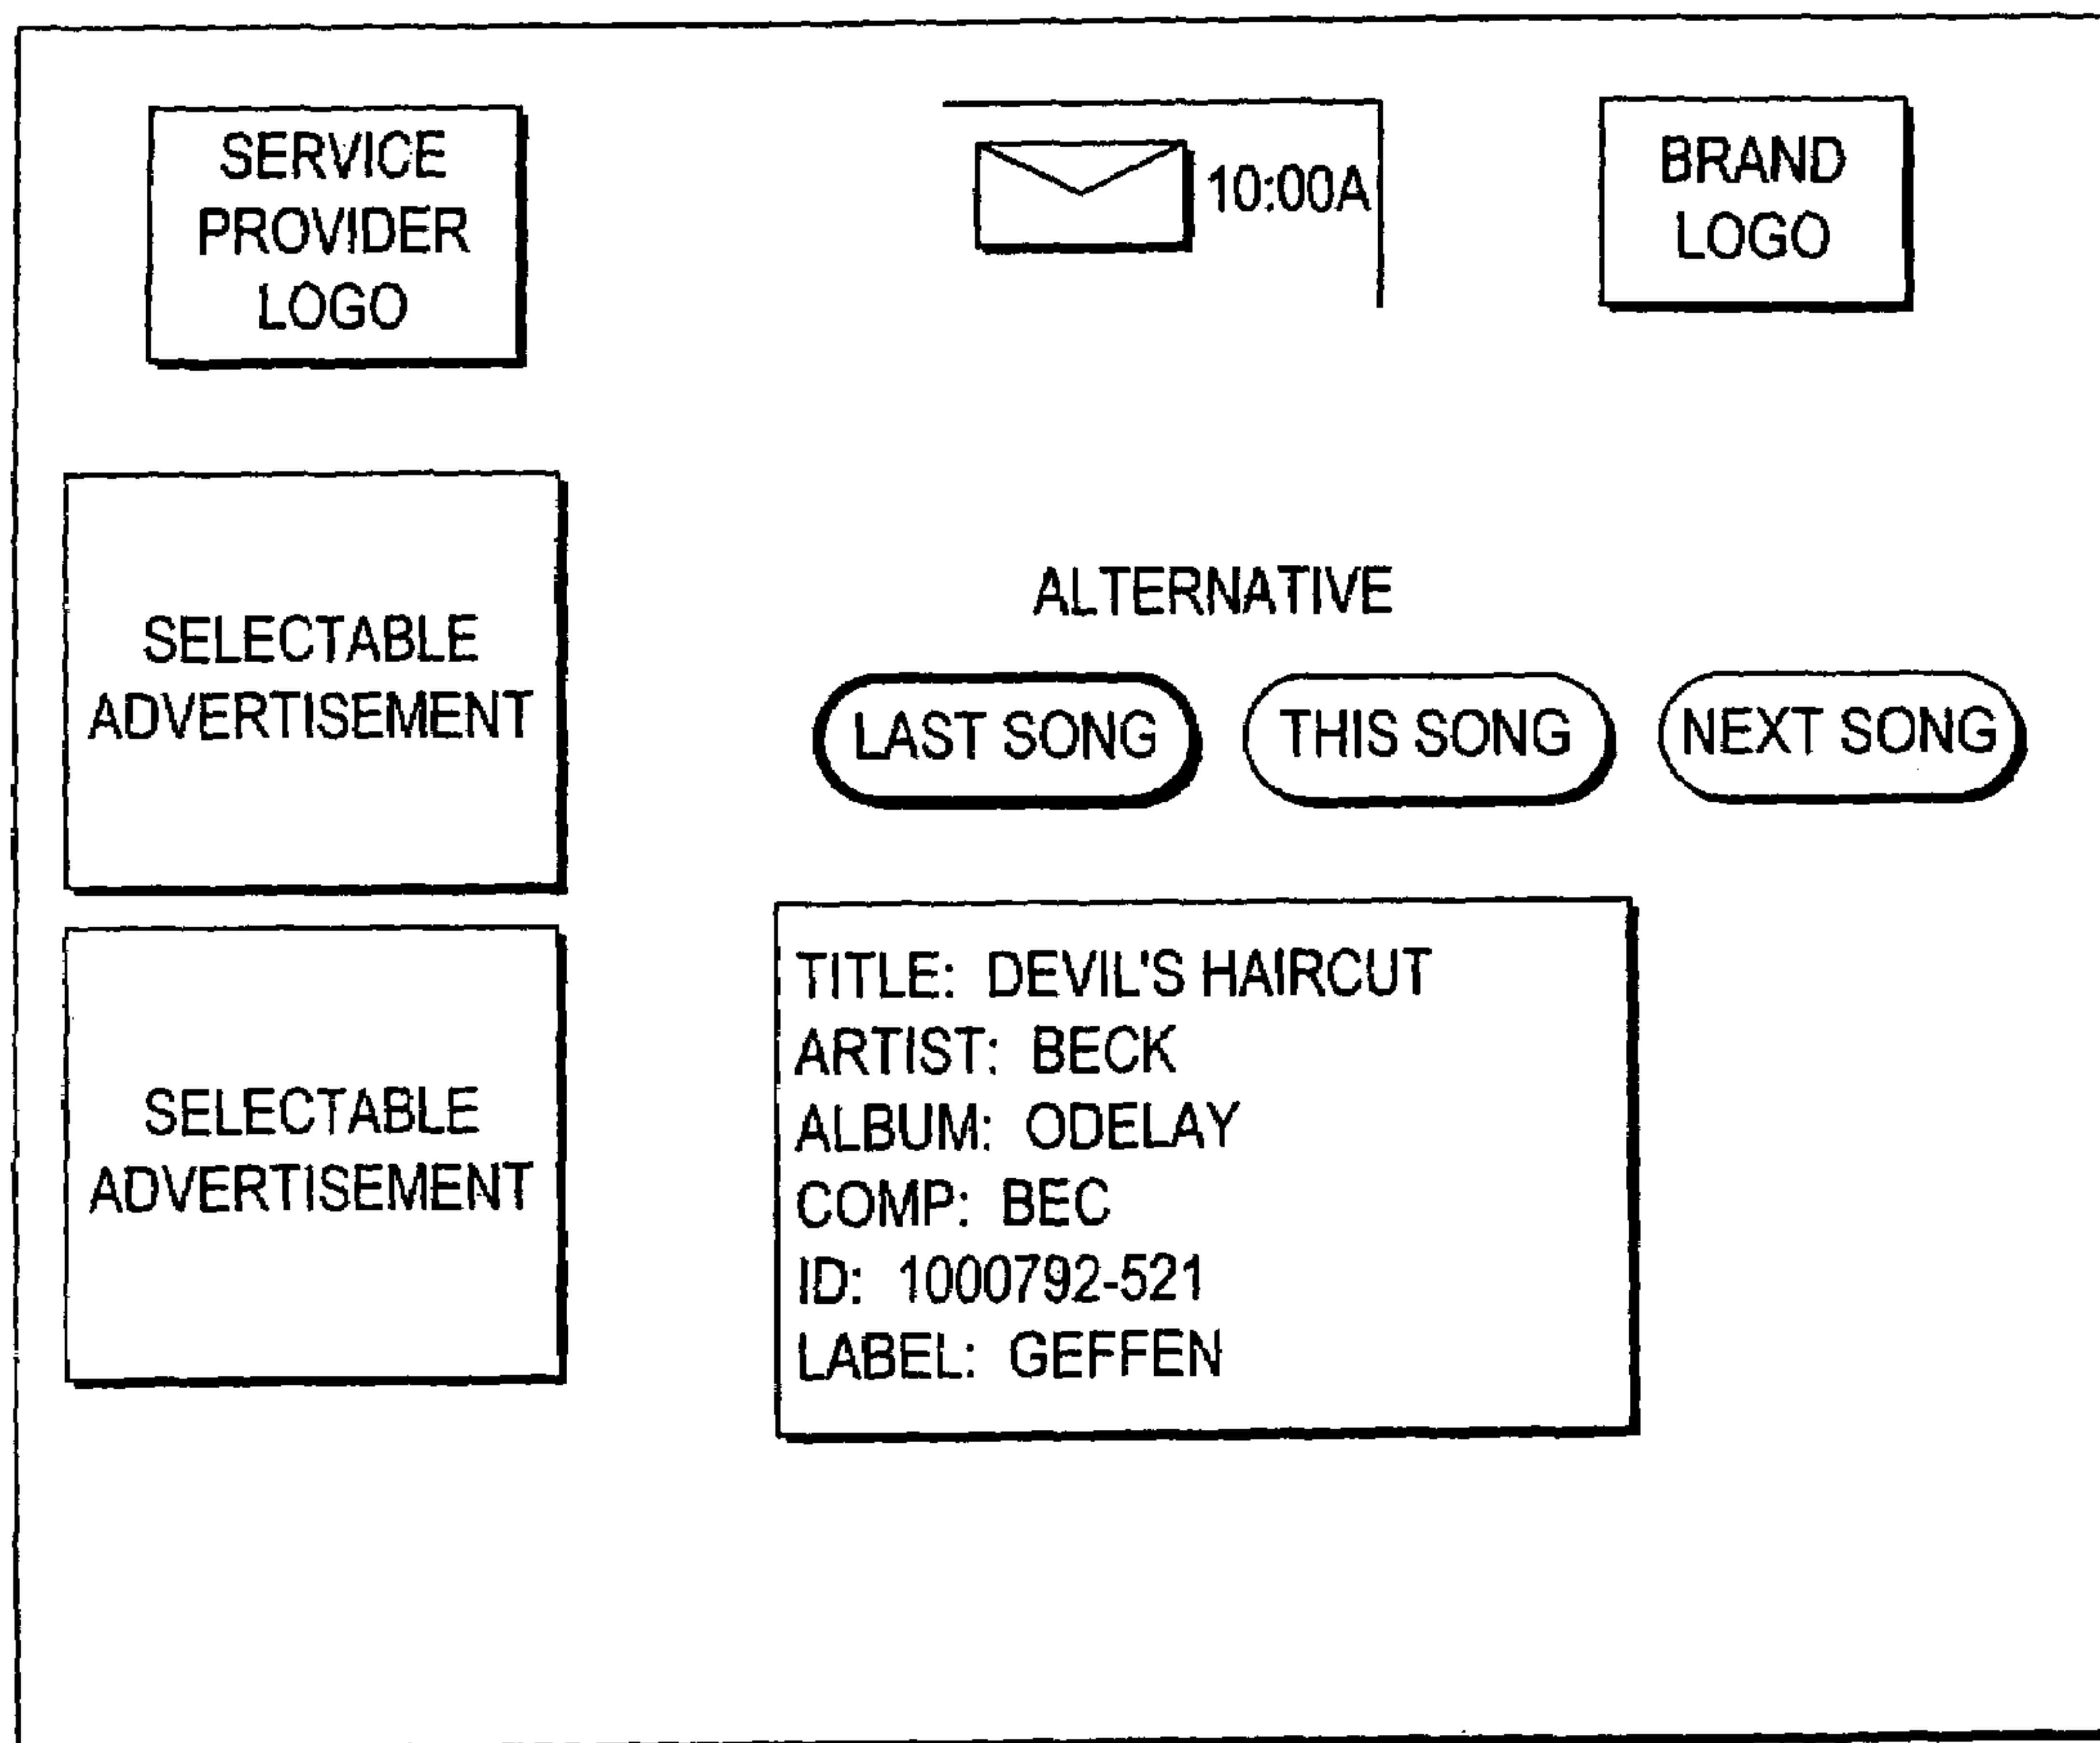 SERVICE
PROVIDER
LOGO
10:00A
BRAND
LOGO
SELECTABLE
ADVERTISEMENT
ALTERNATIVE
LAST SONG
THIS SONG
NEXT SONG
SELECTABLE
ADVERTISEMENT
TITLE: DEVIL'S HAIRCUT
ARTIST: BECK
ALBUM: ODELAY
COMP: BEC
ID: 1000792-521
LABEL: GEFFEN